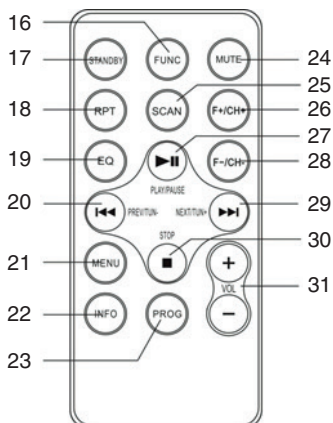 16
17
18
19
20
21
22
23
STANDBY FUNC MUTE
RPT SCAN F+/CH+
EQ F-/CH-
PLAY/PAUSE
PREV/TUN- NEXT/TUN+
STOP
MENU
VOL
INFO PROG
24
25
26
27
28
29
30
31